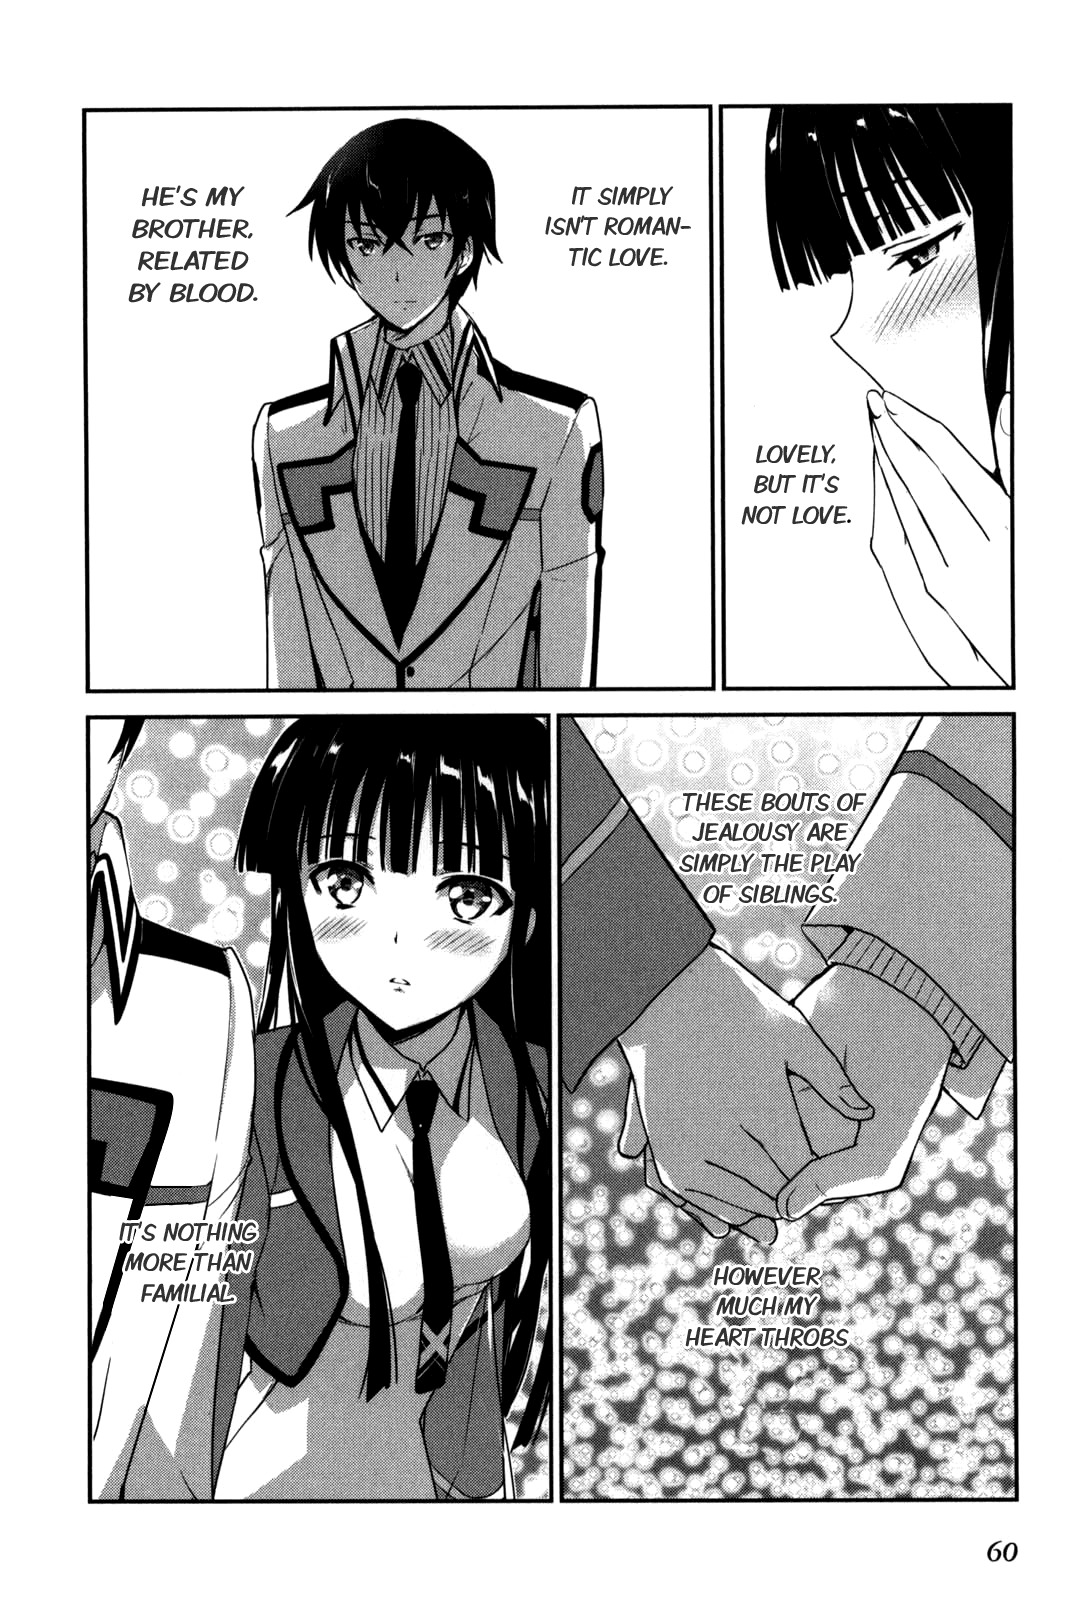 LOVELY,
BUT IT'S
NOT LOVE.
IT SIMPLY
ISN'T ROMAN-
TIC LOVE.
HE'S MY
BROTHER,
RELATED
BY BLOOD.
THESE BOUTS OF
JEALOUSY ARE
SIMPLY THE PLAY
OF SIBLINGS.
HOWEVER
MUCH MY
HEART THROBS
IT'S NOTHING
MORE THAN
FAMILIAL.
60